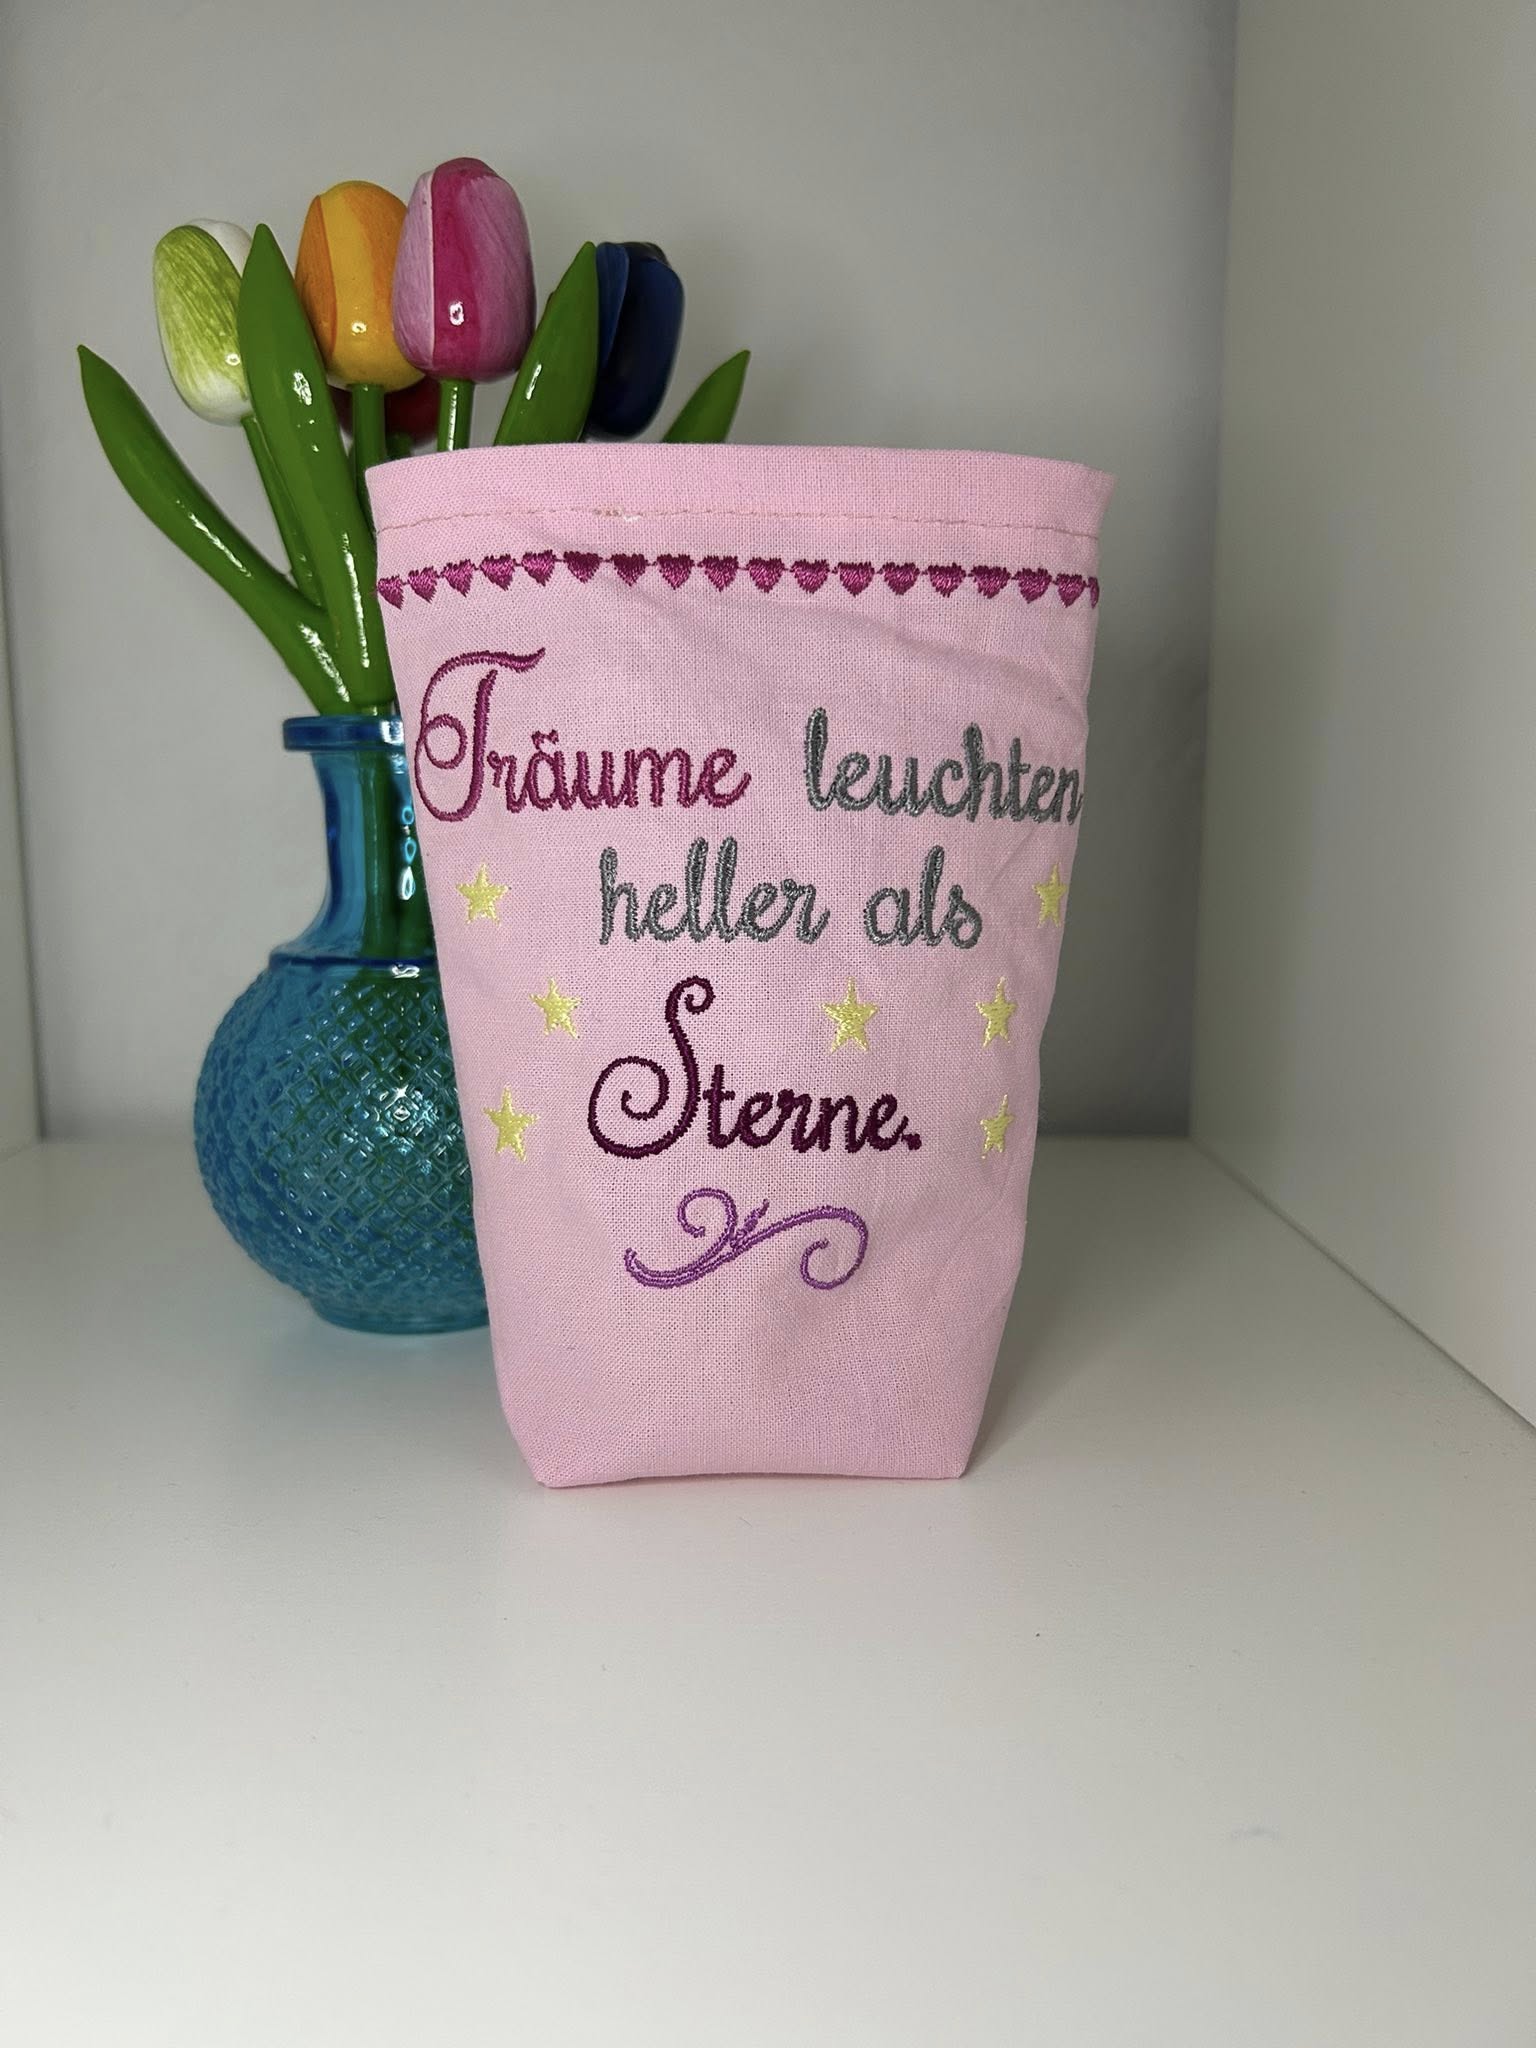 Träume leuchten
heller als
Sterne.